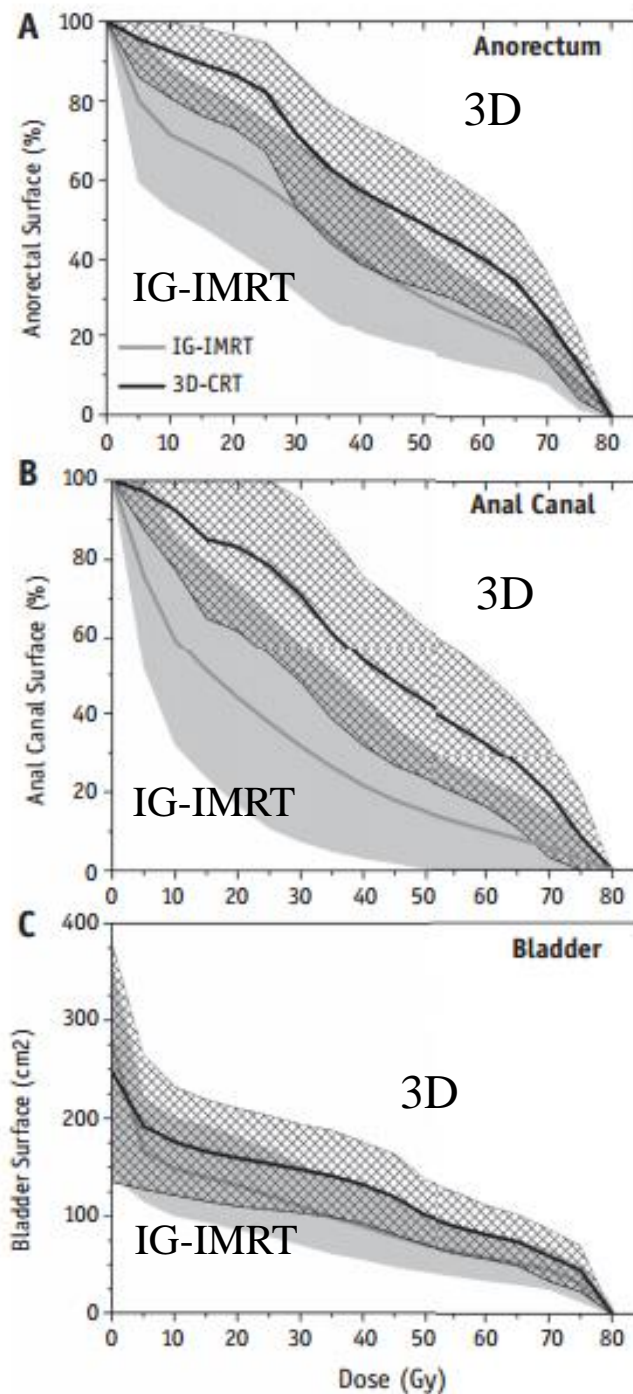 A
Anorectum
3D
IG-IMRT
IG-IMRT
3D-CRT
Anorectal Surface (%)
100
80
60
40
20
0
0 10 20 30 40 50 60 70 80
B
Anal Canal
3D
IG-IMRT
Anal Canal Surface (%)
100
80
60
40
20
0
0 10 20 30 40 50 60 70 80
C
Bladder
3D
IG-IMRT
Bladder Surface (cm2)
400
300
200
100
0
0 10 20 30 40 50 60 70 80
Dose (Gy)